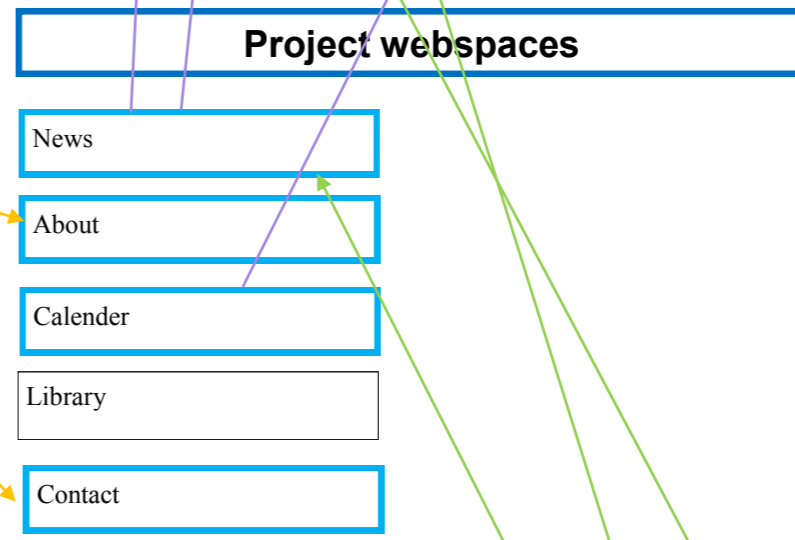 Project webspaces
News
About
Calender
Library
Contact